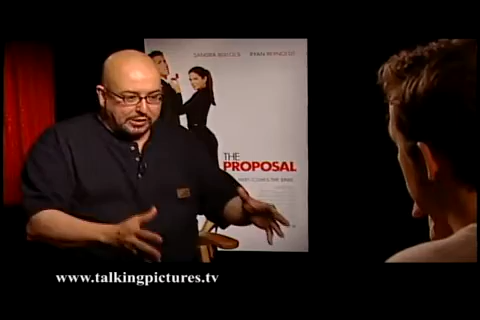 SANDRA BULLOCK RYAN REYNOLDS
THE
PROPOSAL
www.talkingpictures.tv